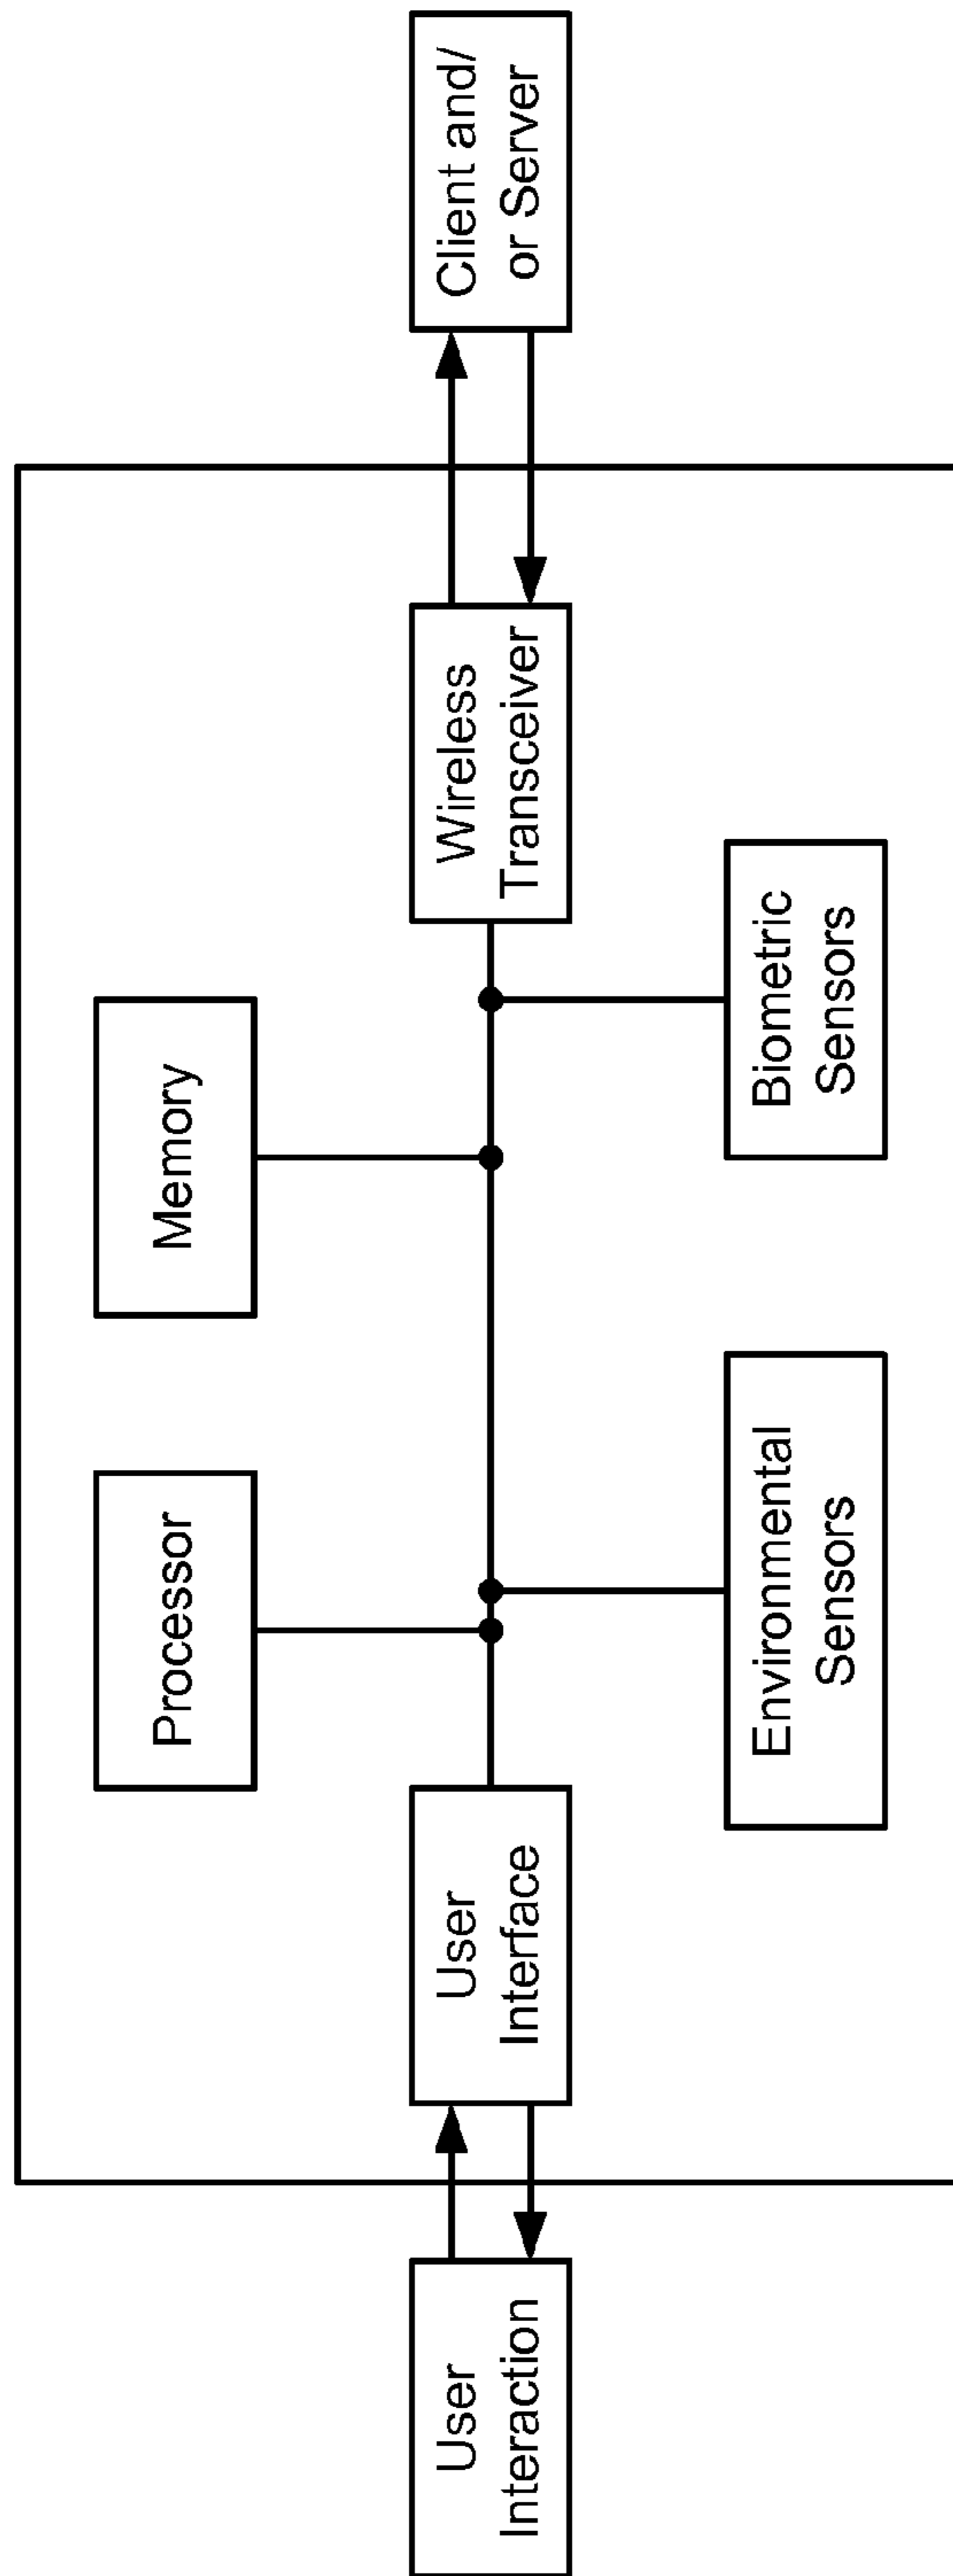 Processor
Memory
User
Interaction
User
Interface
Wireless
Transceiver
Client and/
or Server
Environmental
Sensors
Biometric
Sensors